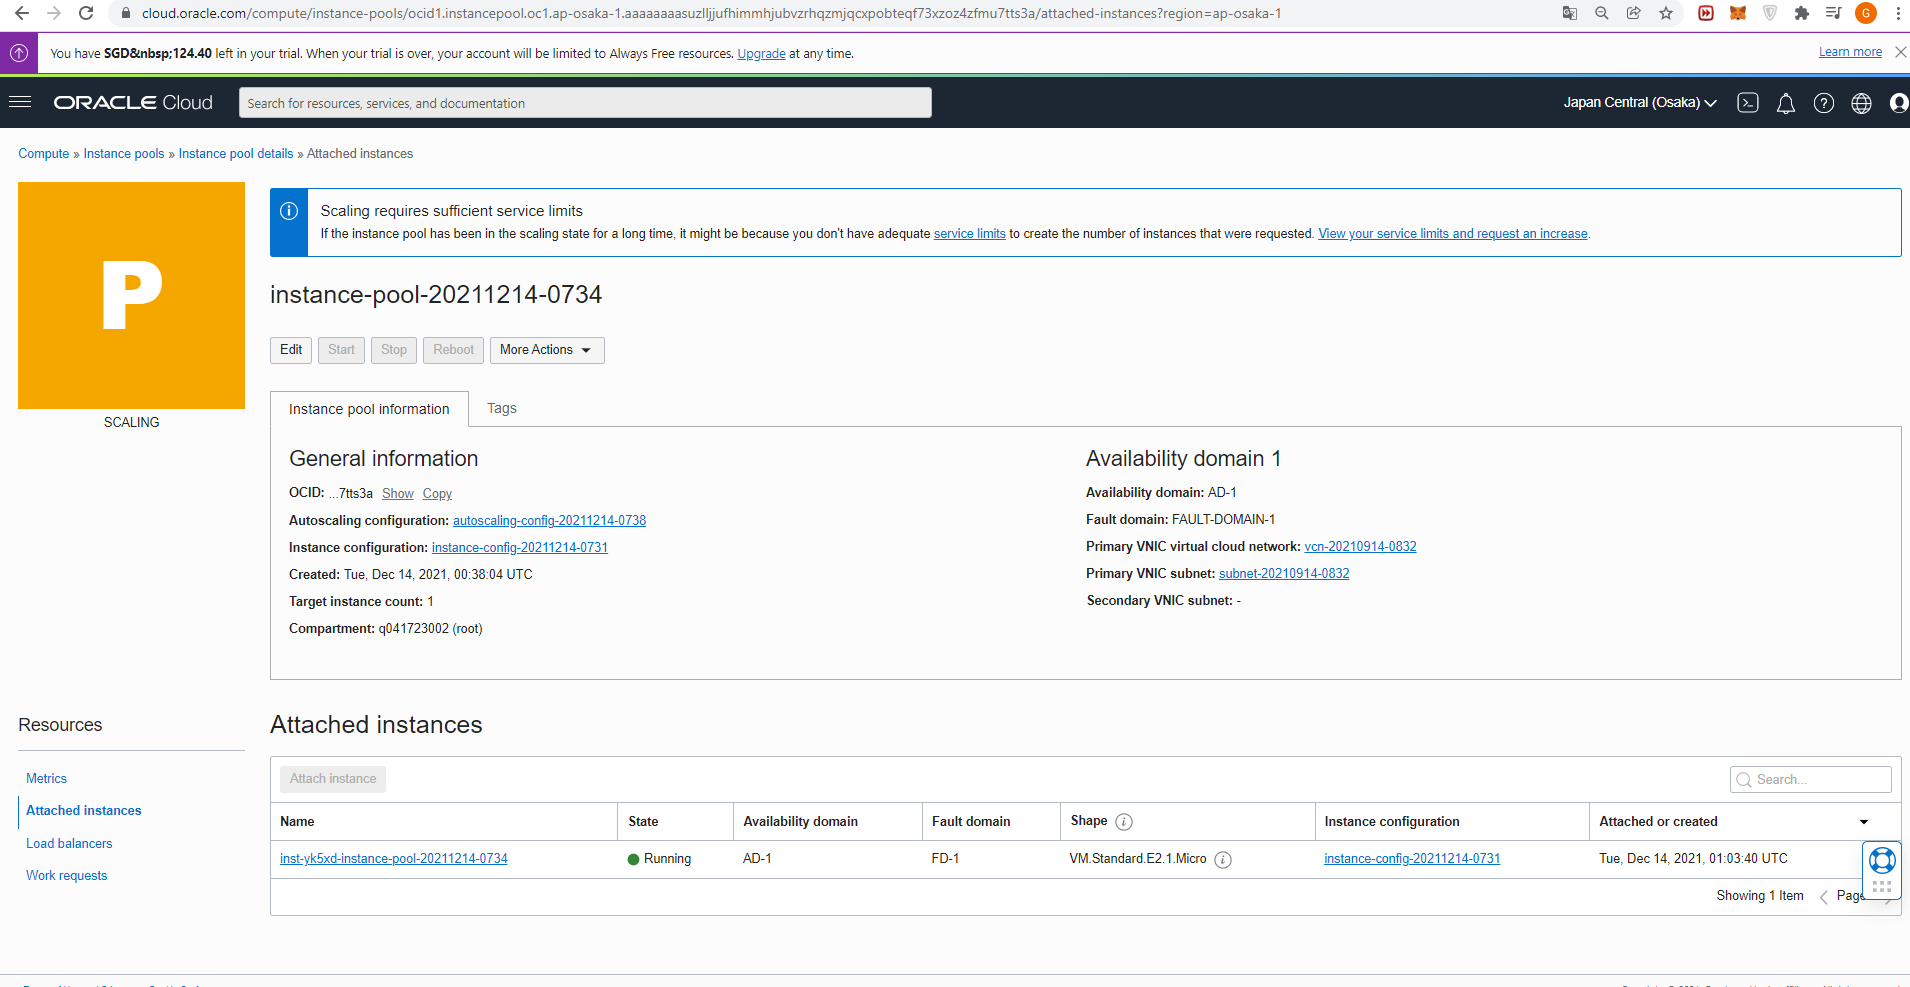 cloud.oracle.com/compute/instance-pools/ocid1.instancepool.oc1.ap-osaka-1.aaaaaaaasuzlljjufhimmhjubvzrhqzmjqcxpobteqf73xzoz4zfmu7tts3a/attached-instances?region=ap-osaka-1
G
You have SGD&nbsp;124.40 left in your trial. When your trial is over, your account will be limited to Always Free resources. Upgrade at any time.
Learn more
ORACLE Cloud
Search for resources, services, and documentation
Japan Central (Osaka)
Compute » Instance pools » Instance pool details » Attached instances
P
SCALING
Scaling requires sufficient service limits
If the instance pool has been in the scaling state for a long time, it might be because you don't have adequate service limits to create the number of instances that were requested. View your service limits and request an increase.
instance-pool-20211214-0734
Edit
Start
Stop
Reboot
More Actions
Instance pool information
Tags
General information
OCID: ...7tts3a Show Copy
Autoscaling configuration: autoscaling-config-20211214-0738
Instance configuration: instance-config-20211214-0731
Created: Tue, Dec 14, 2021, 00:38:04 UTC
Target instance count: 1
Compartment: q041723002 (root)
Availability domain 1
Availability domain: AD-1
Fault domain: FAULT-DOMAIN-1
Primary VNIC virtual cloud network: vcn-20210914-0832
Primary VNIC subnet: subnet-20210914-0832
Secondary VNIC subnet: -
Resources
Metrics
Attached instances
Load balancers
Work requests
Attached instances
Attach instance
Search...
Name State Availability domain Fault domain Shape Instance configuration Attached or created
inst-yk5xd-instance-pool-20211214-0734 Running AD-1 FD-1 VM.Standard.E2.1.Micro instance-config-20211214-0731 Tue, Dec 14, 2021, 01:03:40 UTC
Showing 1 Item
Page